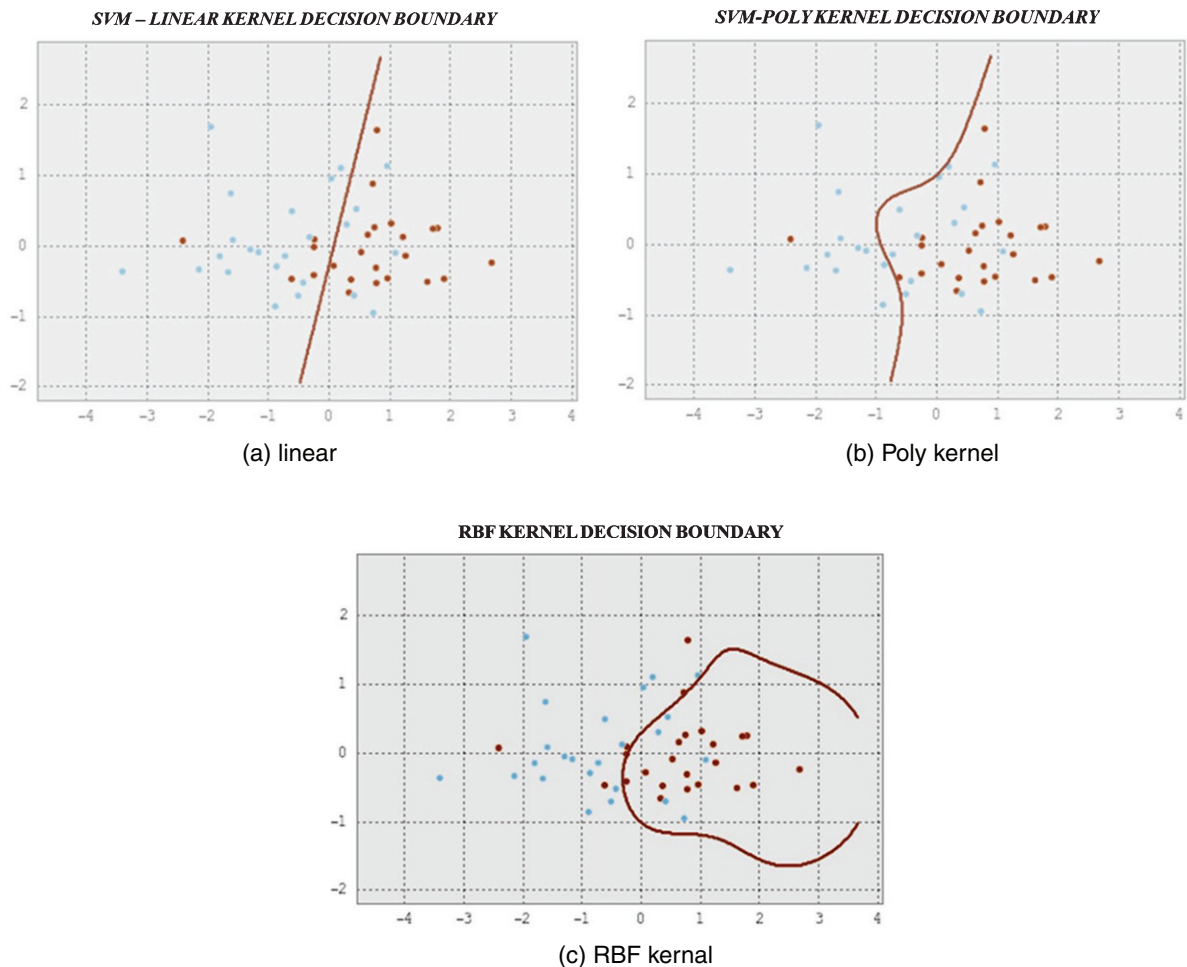 SVM – LINEAR KERNEL DECISION BOUNDARY
2
1
0
−1
−2
−4 −3 −2 −1 0 1 2 3 4
(a) linear
SVM-POLY KERNEL DECISION BOUNDARY
2
1
0
−1
−2
−4 −3 −2 −1 0 1 2 3 4
(b) Poly kernel
RBF KERNEL DECISION BOUNDARY
2
1
0
−1
−2
−4 −3 −2 −1 0 1 2 3 4
(c) RBF kernal